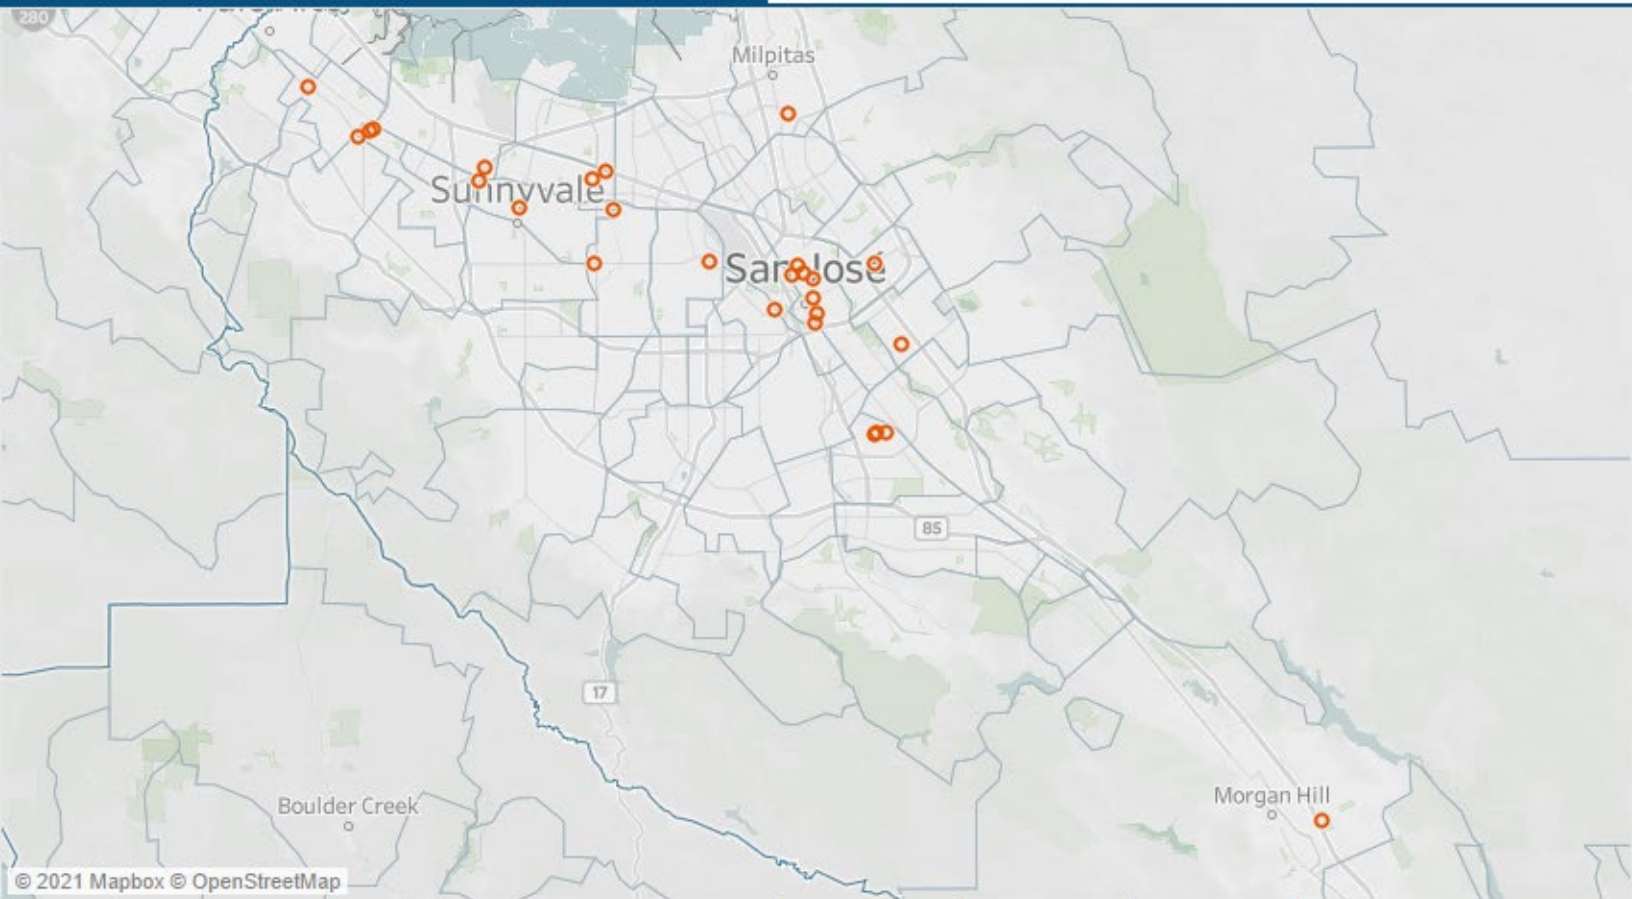 280
Milpitas
Sunnyvale
San José
85
17
Morgan Hill
Boulder Creek
© 2021 Mapbox © OpenStreetMap